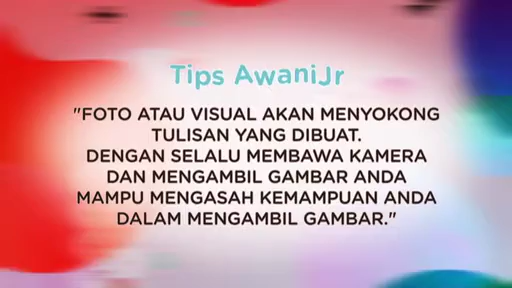 Tips AwaniJr
"FOTO ATAU VISUAL AKAN MENYOKONG
TULISAN YANG DIBUAT.
DENGAN SELALU MEMBAWA KAMERA
DAN MENGAMBIL GAMBAR ANDA
MAMPU MENGASAH KEMAMPUAN ANDA
DALAM MENGAMBIL GAMBAR."